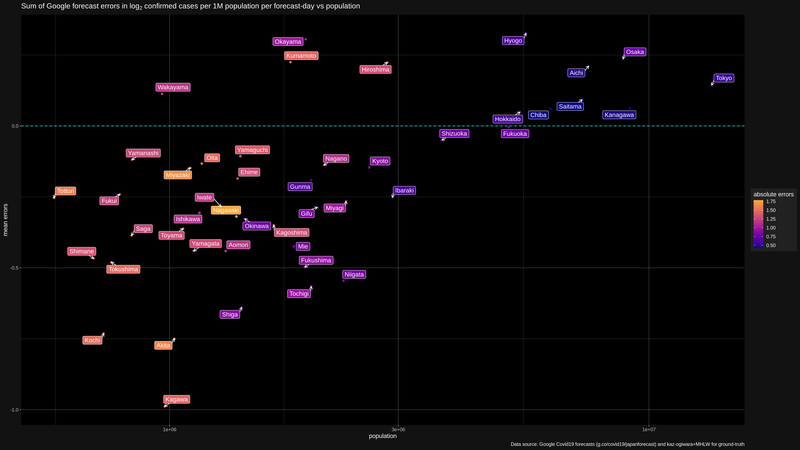 Sum of Google forecast errors in log2 confirmed cases per 1M population per forecast-day vs population
Okayama
Hyogo
Kumamoto
Osaka
Hiroshima
Aichi
Tokyo
Wakayama
Saitama
Hokkaido
Chiba
Kanagawa
0.0
Shizuoka
Fukuoka
Yamanashi
Oita
Yamaguchi
Nagano
Kyoto
Miyazaki
Ehime
Gunma
Tottori
Ibaraki
Fukui
Iwate
absolute errors
1.75
1.50
1.25
1.00
0.75
0.50
Nagasaki
Miyagi
Gifu
mean errors
Ishikawa
Okinawa
Saga
Toyama
Kagoshima
Yamagata
Aomori
Mie
Shimane
Fukushima
-0.5
Tokushima
Niigata
Tochigi
Shiga
Kochi
Akita
Kagawa
-1.0
1e+06
3e+06
1e+07
population
Data source: Google Covid19 forecasts (g.co/covid19/japanforecast) and kaz-ogiwara+MHLW for ground-truth